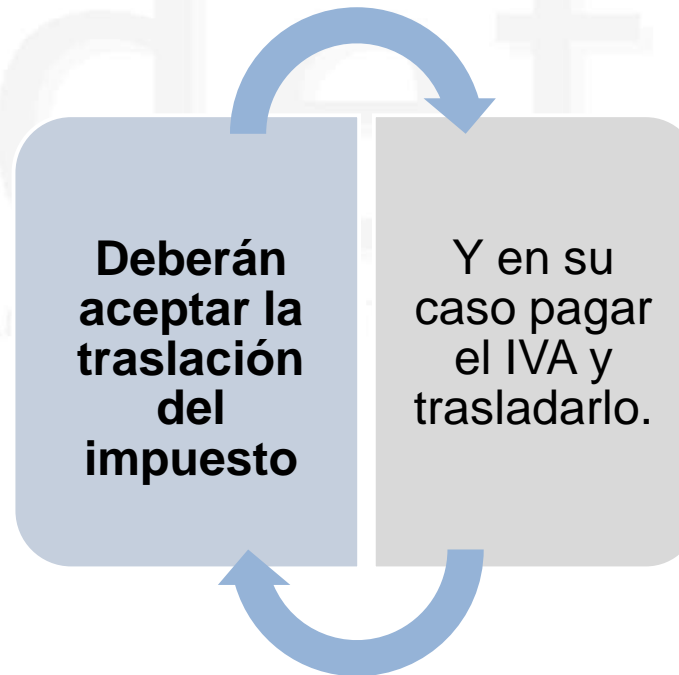 Deberán
aceptar la
traslación
del
impuesto
Y en su
caso pagar
el IVA y
trasladarlo.